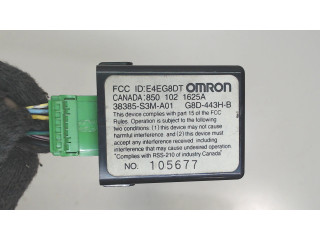 FCC ID:E4EG8DT OMRON
CANADA:850 102 1625A
38385-S3M-A01 G8D-443H-B
This device complies with part 15 of the FCC
Rules. Operation is subject to the following
two conditions: (1) this device may not cause
harmful interference, and (2) this device must
accept any interference received, including
interference that may cause undesired operation.
"Complies with RSS-210 of industry Canada"
NO. 105677